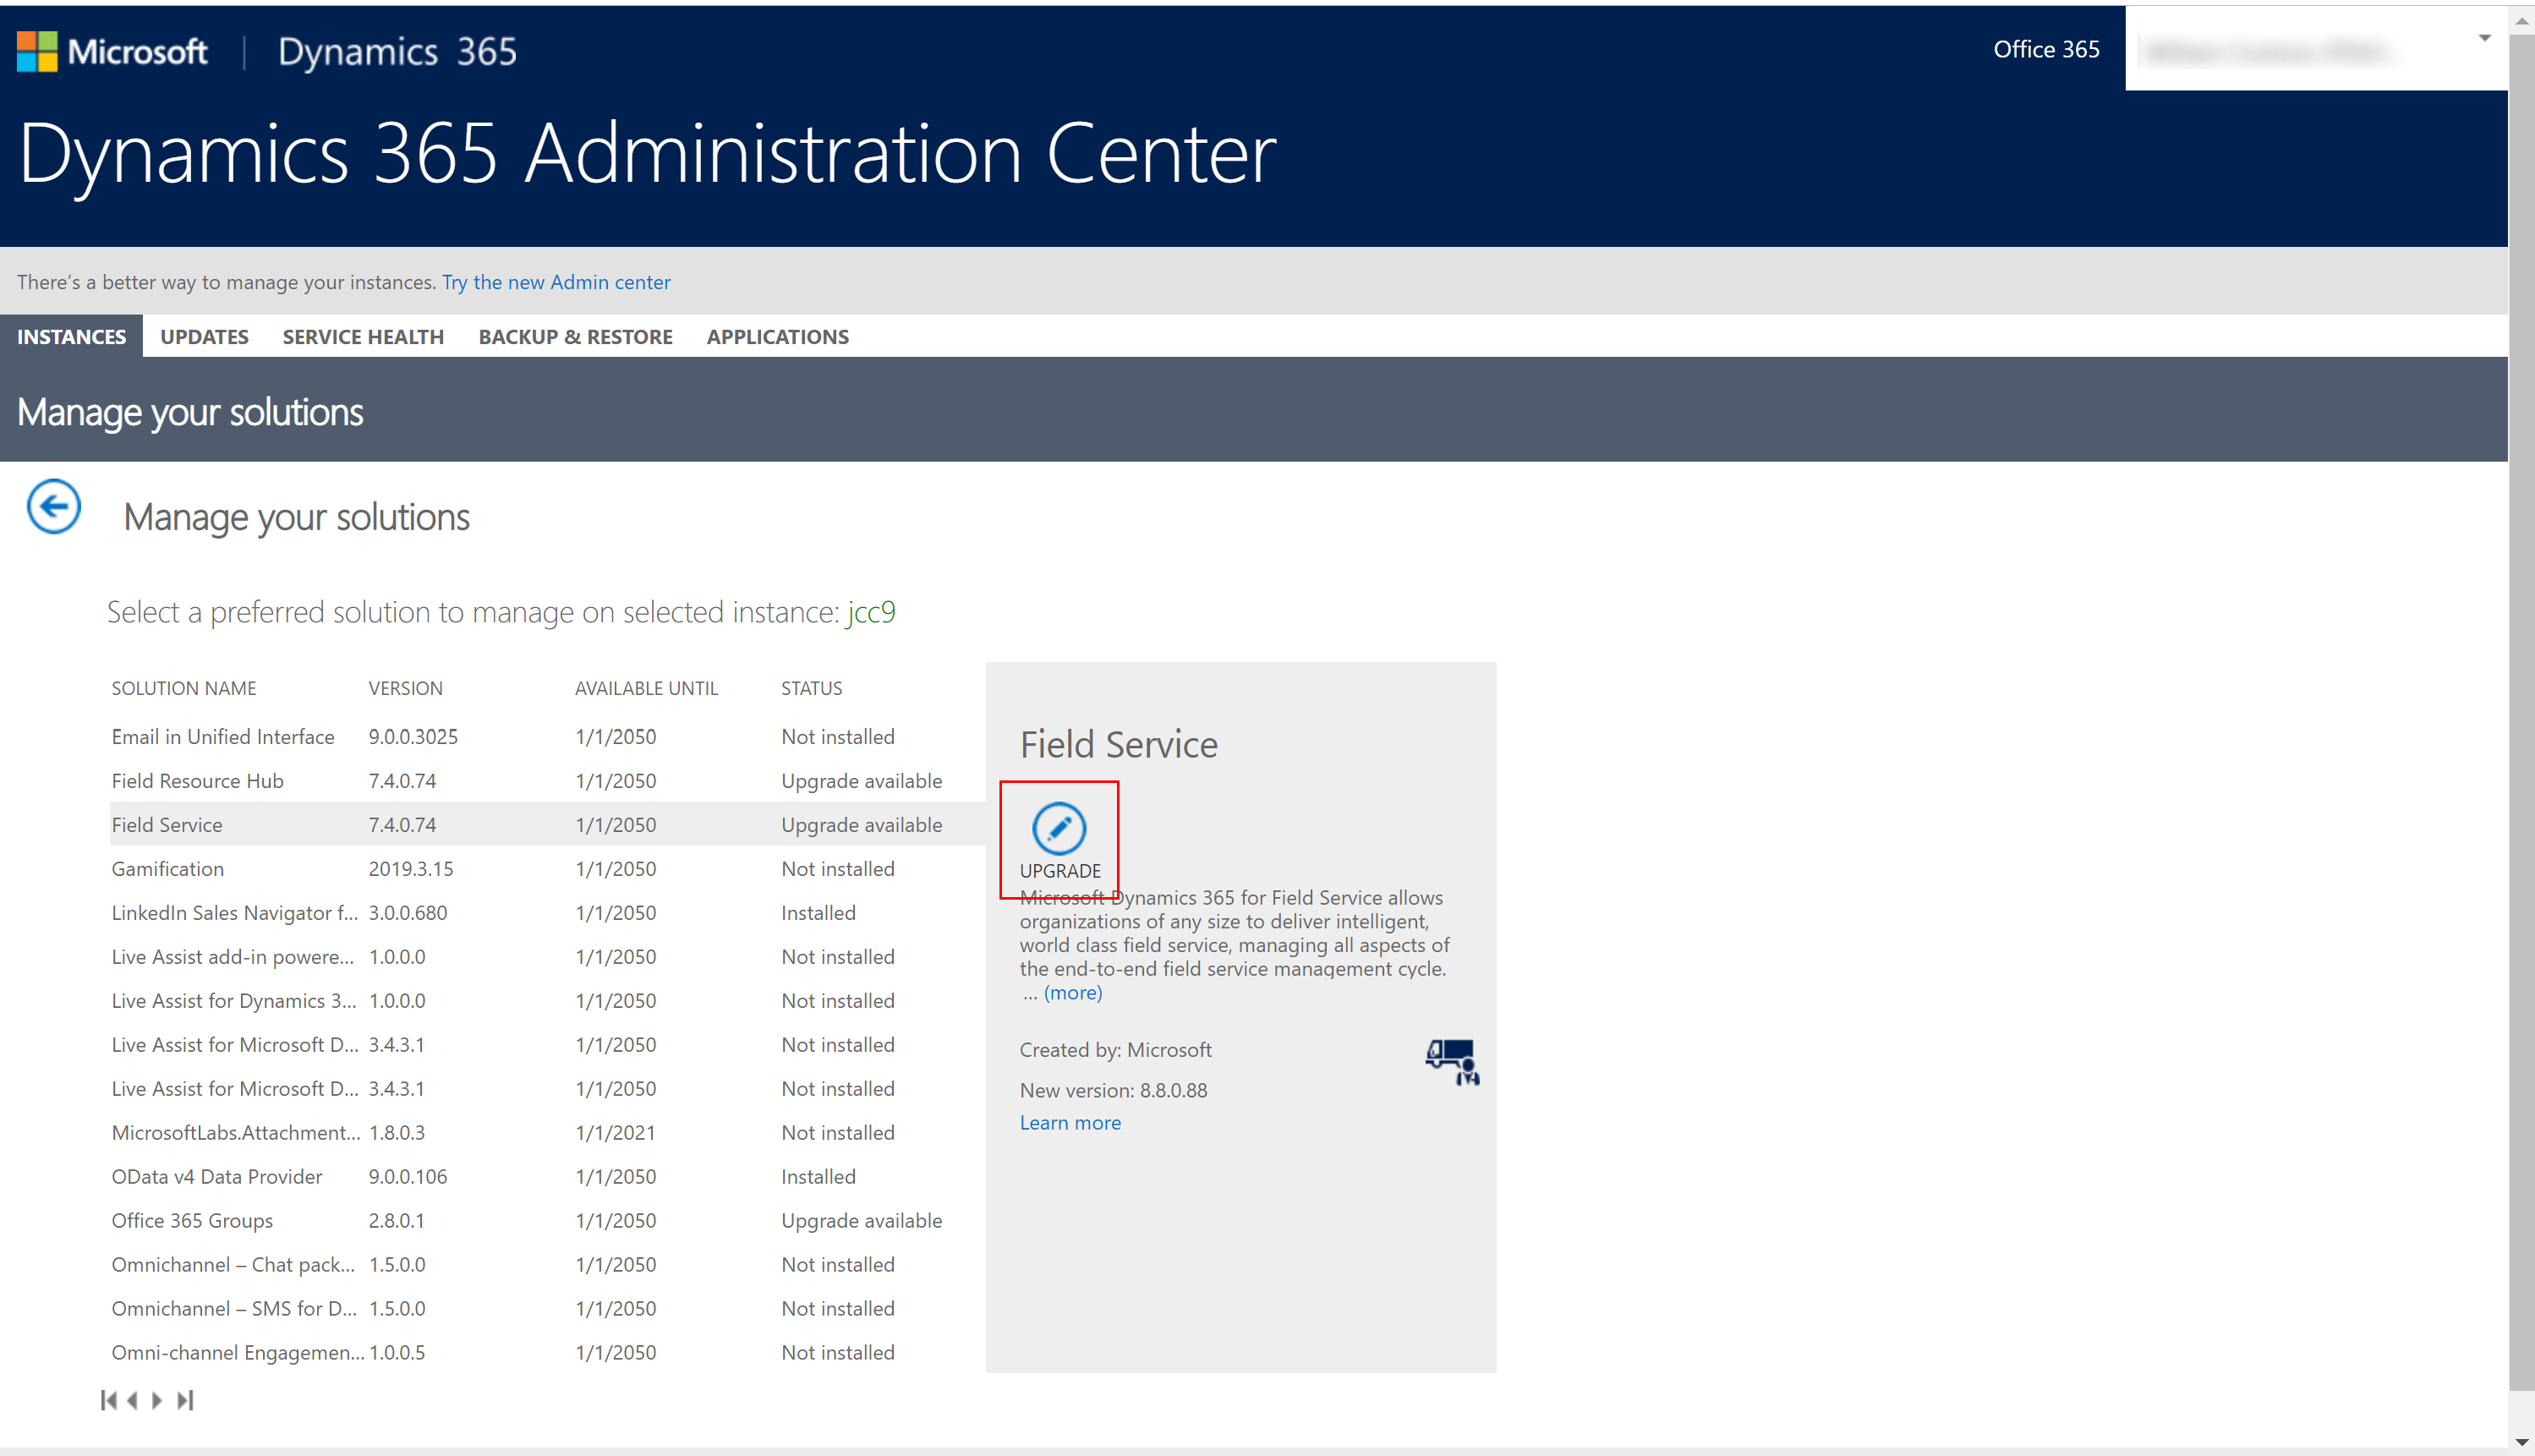 Microsoft | Dynamics 365
Office 365
Dynamics 365 Administration Center
There's a better way to manage your instances. Try the new Admin center
INSTANCES UPDATES SERVICE HEALTH BACKUP & RESTORE APPLICATIONS
Manage your solutions
Manage your solutions
Select a preferred solution to manage on selected instance: jcc9
SOLUTION NAME VERSION AVAILABLE UNTIL STATUS
Email in Unified Interface 9.0.0.3025 1/1/2050 Not installed
Field Resource Hub 7.4.0.74 1/1/2050 Upgrade available
Field Service 7.4.0.74 1/1/2050 Upgrade available
Gamification 2019.3.15 1/1/2050 Not installed
LinkedIn Sales Navigator f... 3.0.0.680 1/1/2050 Installed
Live Assist add-in powere... 1.0.0.0 1/1/2050 Not installed
Live Assist for Dynamics 3... 1.0.0.0 1/1/2050 Not installed
Live Assist for Microsoft D... 3.4.3.1 1/1/2050 Not installed
Live Assist for Microsoft D... 3.4.3.1 1/1/2050 Not installed
MicrosoftLabs.Attachment... 1.8.0.3 1/1/2021 Not installed
OData v4 Data Provider 9.0.0.106 1/1/2050 Installed
Office 365 Groups 2.8.0.1 1/1/2050 Upgrade available
Omnichannel – Chat pack... 1.5.0.0 1/1/2050 Not installed
Omnichannel – SMS for D... 1.5.0.0 1/1/2050 Not installed
Omni-channel Engagemen... 1.0.0.5 1/1/2050 Not installed
Field Service
UPGRADE
Microsoft Dynamics 365 for Field Service allows
organizations of any size to deliver intelligent,
world class field service, managing all aspects of
the end-to-end field service management cycle.
... (more)
Created by: Microsoft
New version: 8.8.0.88
Learn more